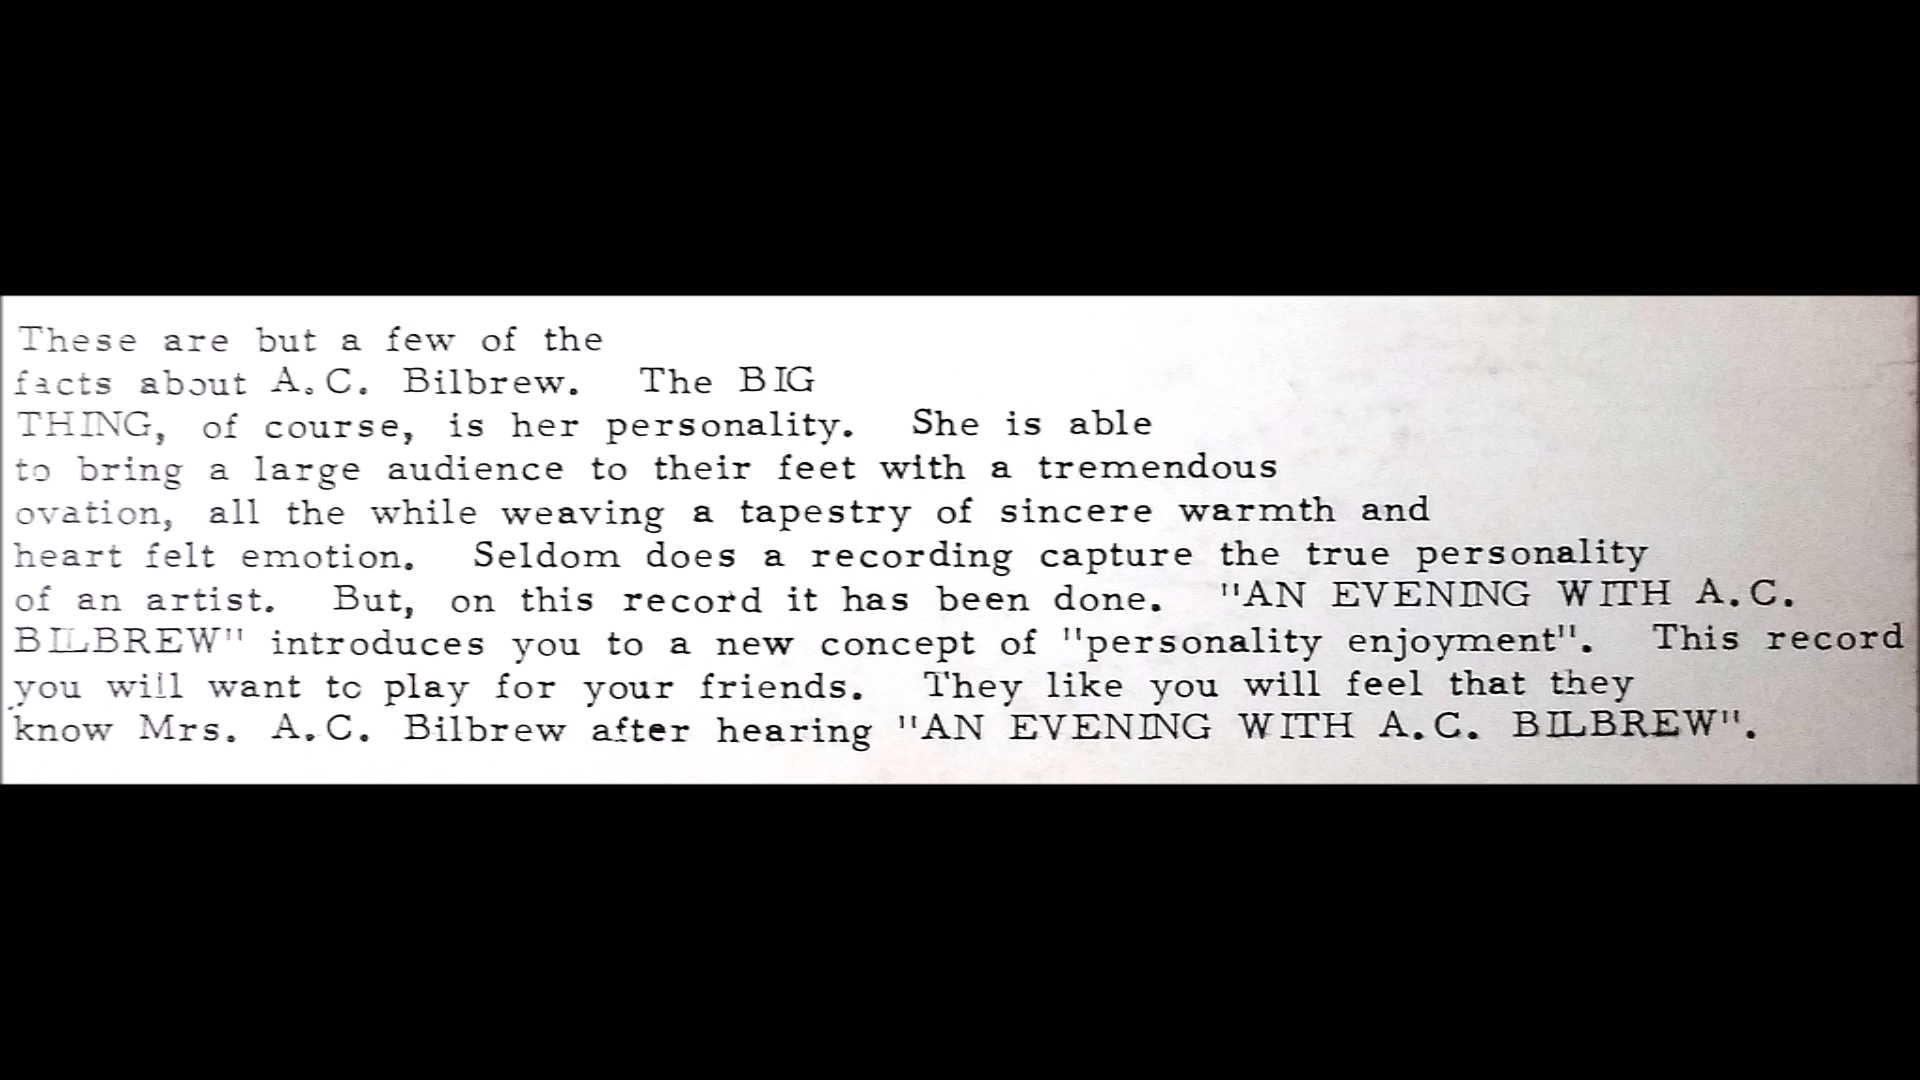 These are but a few of the
facts about A.C. Bilbrew. The BIG
THING, of course, is her personality. She is able
to bring a large audience to their feet with a tremendous
ovation, all the while weaving a tapestry of sincere warmth and
heart felt emotion. Seldom does a recording capture the true personality
of an artist. But, on this record it has been done. "AN EVENING WITH A.C.
BILBREW" introduces you to a new concept of "personality enjoyment". This record
you will want to play for your friends. They like you will feel that they
know Mrs. A.C. Bilbrew after hearing "AN EVENING WITH A.C. BILBREW".